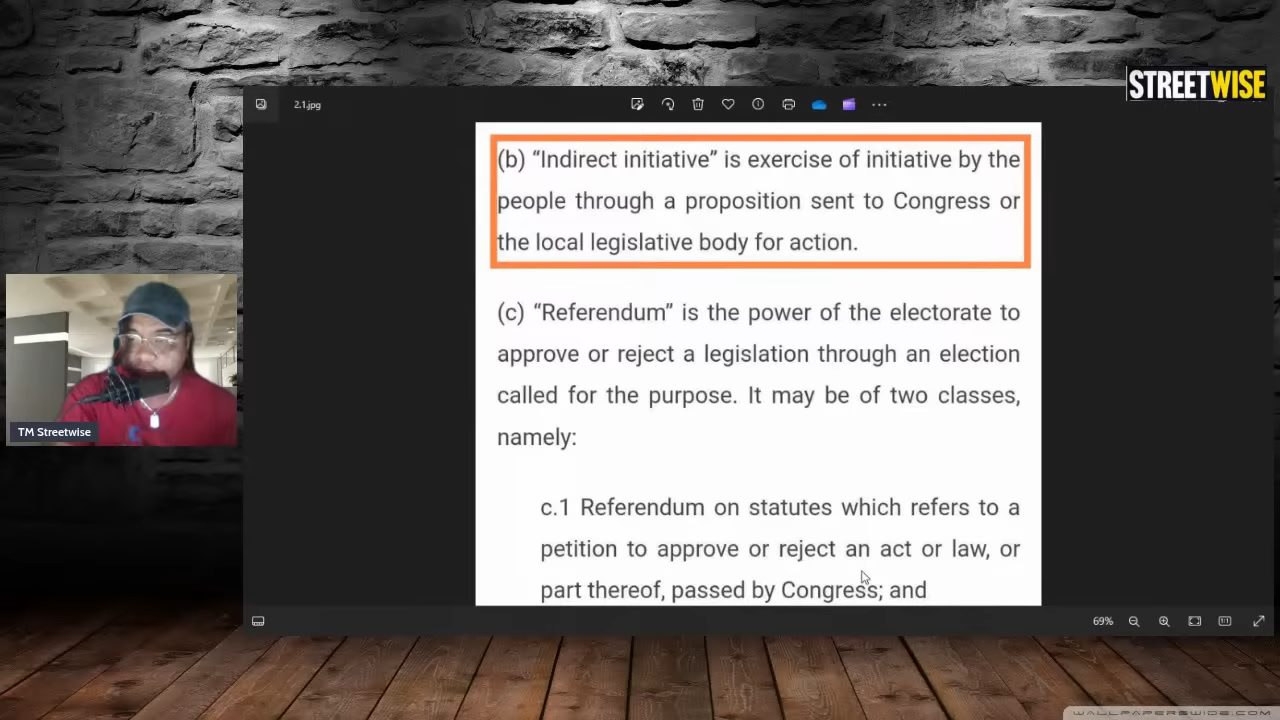 STREETWISE
2.1.jpg
(b) “Indirect initiative” is exercise of initiative by the
people through a proposition sent to Congress or
the local legislative body for action.
(c) “Referendum” is the power of the electorate to
approve or reject a legislation through an election
called for the purpose. It may be of two classes,
namely:
c.1 Referendum on statutes which refers to a
petition to approve or reject an act or law, or
part thereof, passed by Congress; and
TM Streetwise
69%
WALLPAPERSWIDE.COM